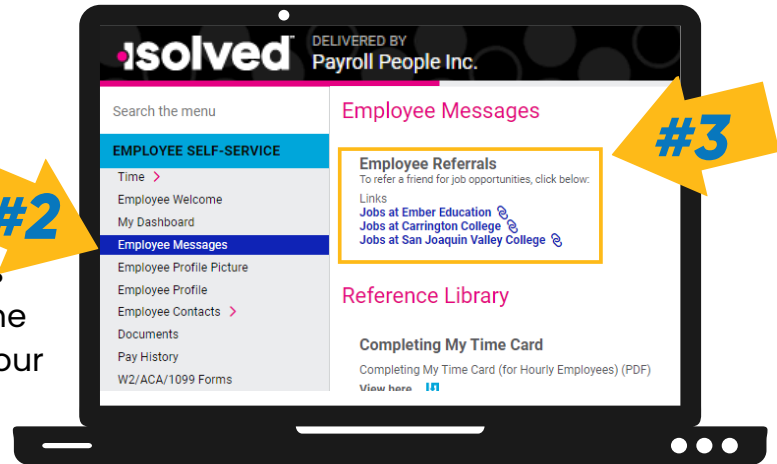 isolved
DELIVERED BY
Payroll People Inc.
Search the menu
EMPLOYEE SELF-SERVICE
Time >
Employee Welcome
My Dashboard
Employee Messages
Employee Profile Picture
Employee Profile
Employee Contacts >
Documents
Pay History
W2/ACA/1099 Forms
Employee Messages
Employee Referrals
To refer a friend for job opportunities, click below:
Links
Jobs at Ember Education
Jobs at Carrington College
Jobs at San Joaquin Valley College
Reference Library
Completing My Time Card
Completing My Time Card (for Hourly Employees) (PDF)
View here
#2
#3